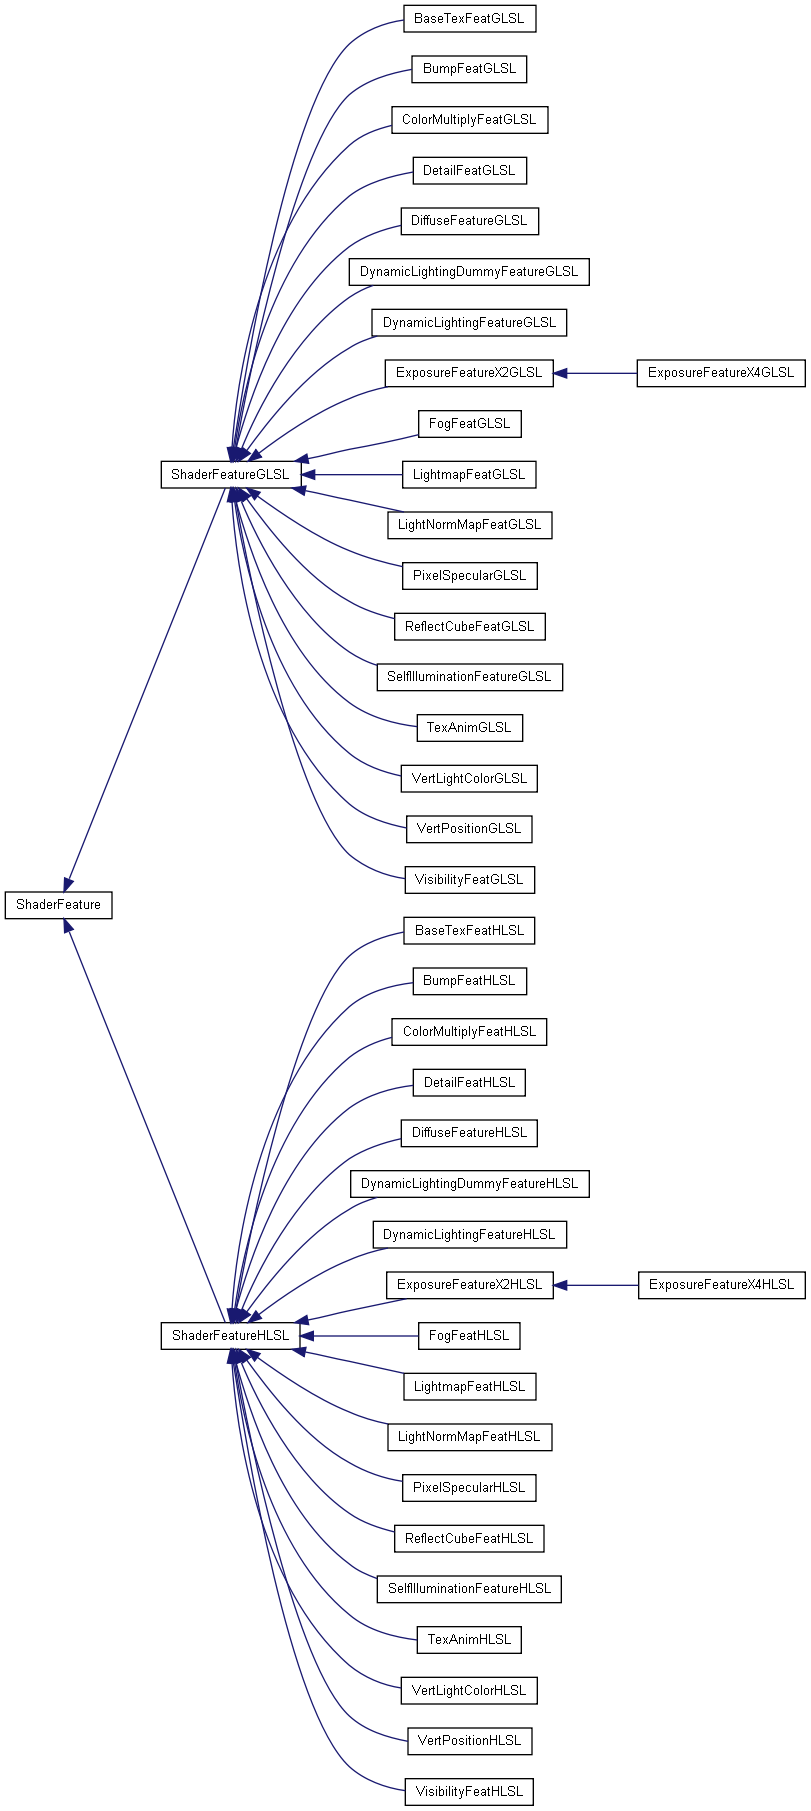 BaseTexFeatGLSL
BumpFeatGLSL
ColorMultiplyFeatGLSL
DetailFeatGLSL
DiffuseFeatureGLSL
DynamicLightingDummyFeatureGLSL
DynamicLightingFeatureGLSL
ExposureFeatureX2GLSL
ExposureFeatureX4GLSL
FogFeatGLSL
ShaderFeatureGLSL
LightmapFeatGLSL
LightNormMapFeatGLSL
PixelSpecularGLSL
ReflectCubeFeatGLSL
SelfIlluminationFeatureGLSL
TexAnimGLSL
VertLightColorGLSL
VertPositionGLSL
VisibilityFeatGLSL
ShaderFeature
BaseTexFeatHLSL
BumpFeatHLSL
ColorMultiplyFeatHLSL
DetailFeatHLSL
DiffuseFeatureHLSL
DynamicLightingDummyFeatureHLSL
DynamicLightingFeatureHLSL
ExposureFeatureX2HLSL
ExposureFeatureX4HLSL
ShaderFeatureHLSL
FogFeatHLSL
LightmapFeatHLSL
LightNormMapFeatHLSL
PixelSpecularHLSL
ReflectCubeFeatHLSL
SelfIlluminationFeatureHLSL
TexAnimHLSL
VertLightColorHLSL
VertPositionHLSL
VisibilityFeatHLSL